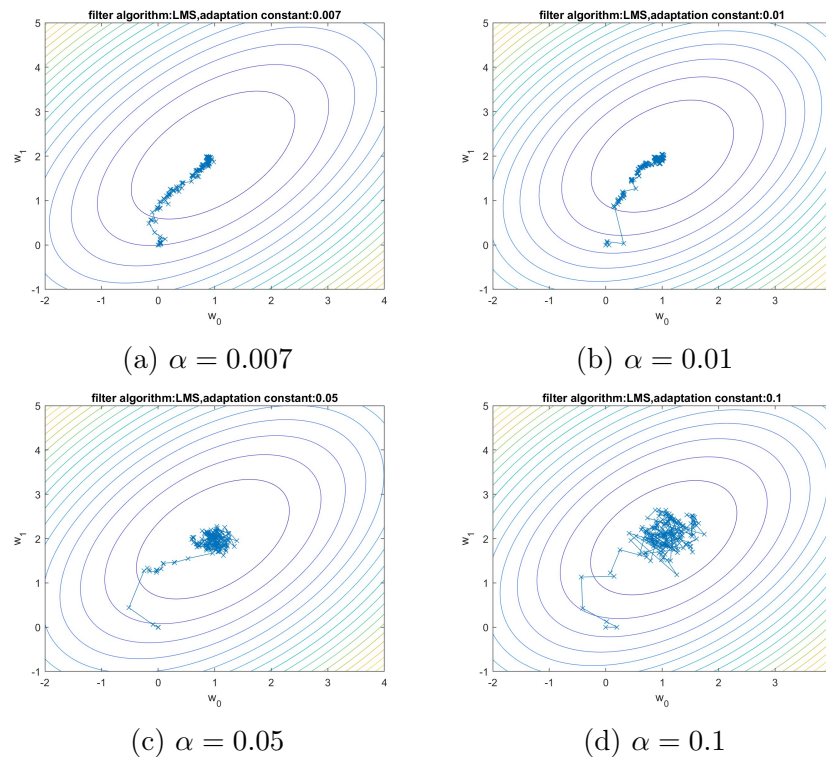 filter algorithm:LMS,adaptation constant:0.007
5
4
3
2
1
0
-1
w₁
-2 -1 0 1 2 3 4
w₀
(a) α = 0.007
filter algorithm:LMS,adaptation constant:0.01
5
4
3
2
1
0
-1
w₁
-2 -1 0 1 2 3
w₀
(b) α = 0.01
filter algorithm:LMS,adaptation constant:0.05
5
4
3
2
1
0
-1
w₁
-2 -1 0 1 2 3 4
w₀
(c) α = 0.05
filter algorithm:LMS,adaptation constant:0.1
5
4
3
2
1
0
-1
w₁
-2 -1 0 1 2 3
w₀
(d) α = 0.1